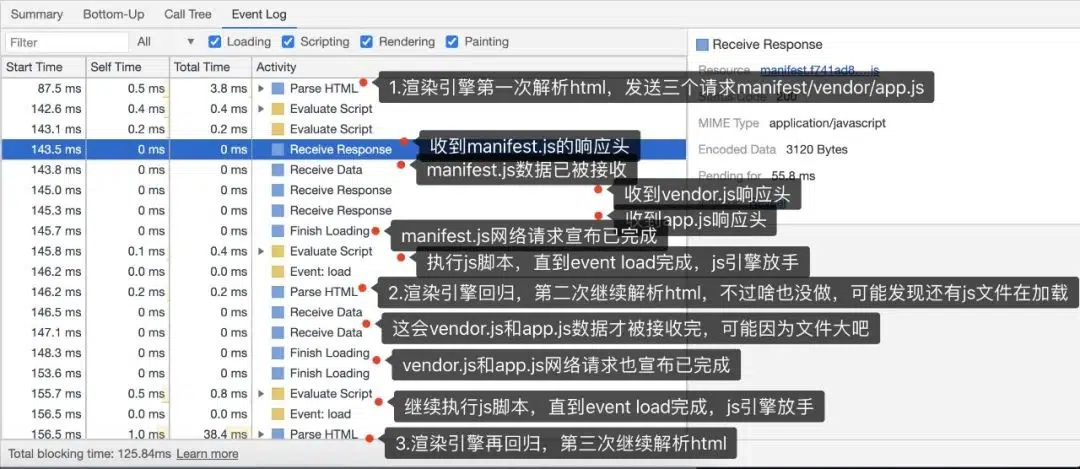 Summary Bottom-Up Call Tree Event Log
Filter All Loading Scripting Rendering Painting
Start Time Self Time Total Time Activity
87.5 ms 0.5 ms 3.8 ms Parse HTML
1.渲染引擎第一次解析html，发送三个请求manifest/vendor/app.js
142.6 ms 0.4 ms 0.4 ms Evaluate Script
143.1 ms 0.2 ms 0.2 ms Evaluate Script
143.5 ms 0 ms 0 ms Receive Response
收到manifest.js的响应头
143.8 ms 0 ms 0 ms Receive Data
manifest.js数据已被接收
145.0 ms 0 ms 0 ms Receive Response
收到vendor.js响应头
145.3 ms 0 ms 0 ms Receive Response
收到app.js响应头
145.7 ms 0 ms 0 ms Finish Loading
manifest.js网络请求宣布已完成
145.8 ms 0.1 ms 0.4 ms Evaluate Script
执行js脚本，直到event load完成，js引擎放手
146.2 ms 0.0 ms 0 ms Event: load
146.2 ms 0.2 ms 0.2 ms Parse HTML
2.渲染引擎回归，第二次继续解析html，不过啥也没做，可能发现还有js文件在加载
146.5 ms 0 ms 0 ms Receive Data
147.1 ms 0 ms 0 ms Receive Data
这会vendor.js和app.js数据才被接收完，可能因为文件大吧
148.3 ms 0 ms 0 ms Finish Loading
153.6 ms 0 ms 0 ms Finish Loading
vendor.js和app.js网络请求也宣布已完成
155.7 ms 0.5 ms 0.8 ms Evaluate Script
继续执行js脚本，直到event load完成，js引擎放手
156.5 ms 0.0 ms 0 ms Event: load
156.5 ms 1.0 ms 38.4 ms Parse HTML
3.渲染引擎再回归，第三次继续解析html
Total blocking time: 125.84ms Learn more
Receive Response
Resource manifest.f741ad8....js
Status Code 200
MIME Type application/javascript
Encoded Data 3120 Bytes
Pending for 55.8 ms